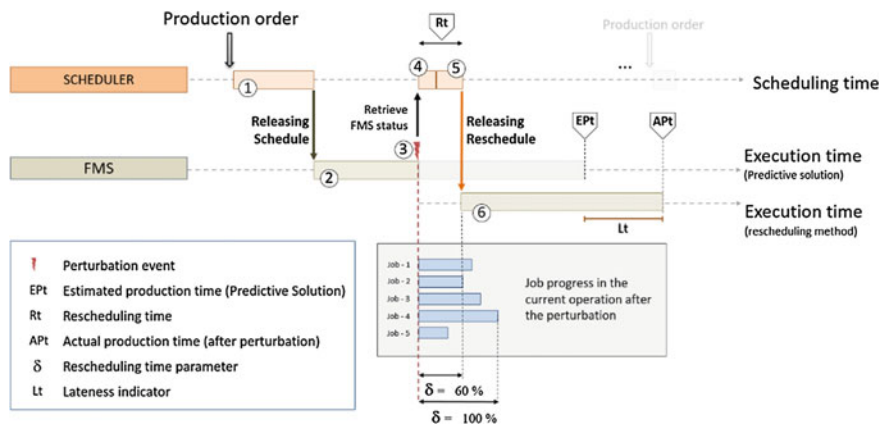 Production order
Rt
Production order
SCHEDULER
1
4
5
...
Scheduling time
Releasing
Schedule
Retrieve
FMS status
Releasing
Reschedule
EPt
APt
FMS
2
3
Execution time
(Predictive solution)
6
Lt
Execution time
(rescheduling method)
Perturbation event
EPt Estimated production time (Predictive Solution)
Rt Rescheduling time
APt Actual production time (after perturbation)
δ Rescheduling time parameter
Lt Lateness indicator
Job - 1
Job - 2
Job - 3
Job - 4
Job - 5
Job progress in the
current operation after
the perturbation
δ = 60 %
δ = 100 %